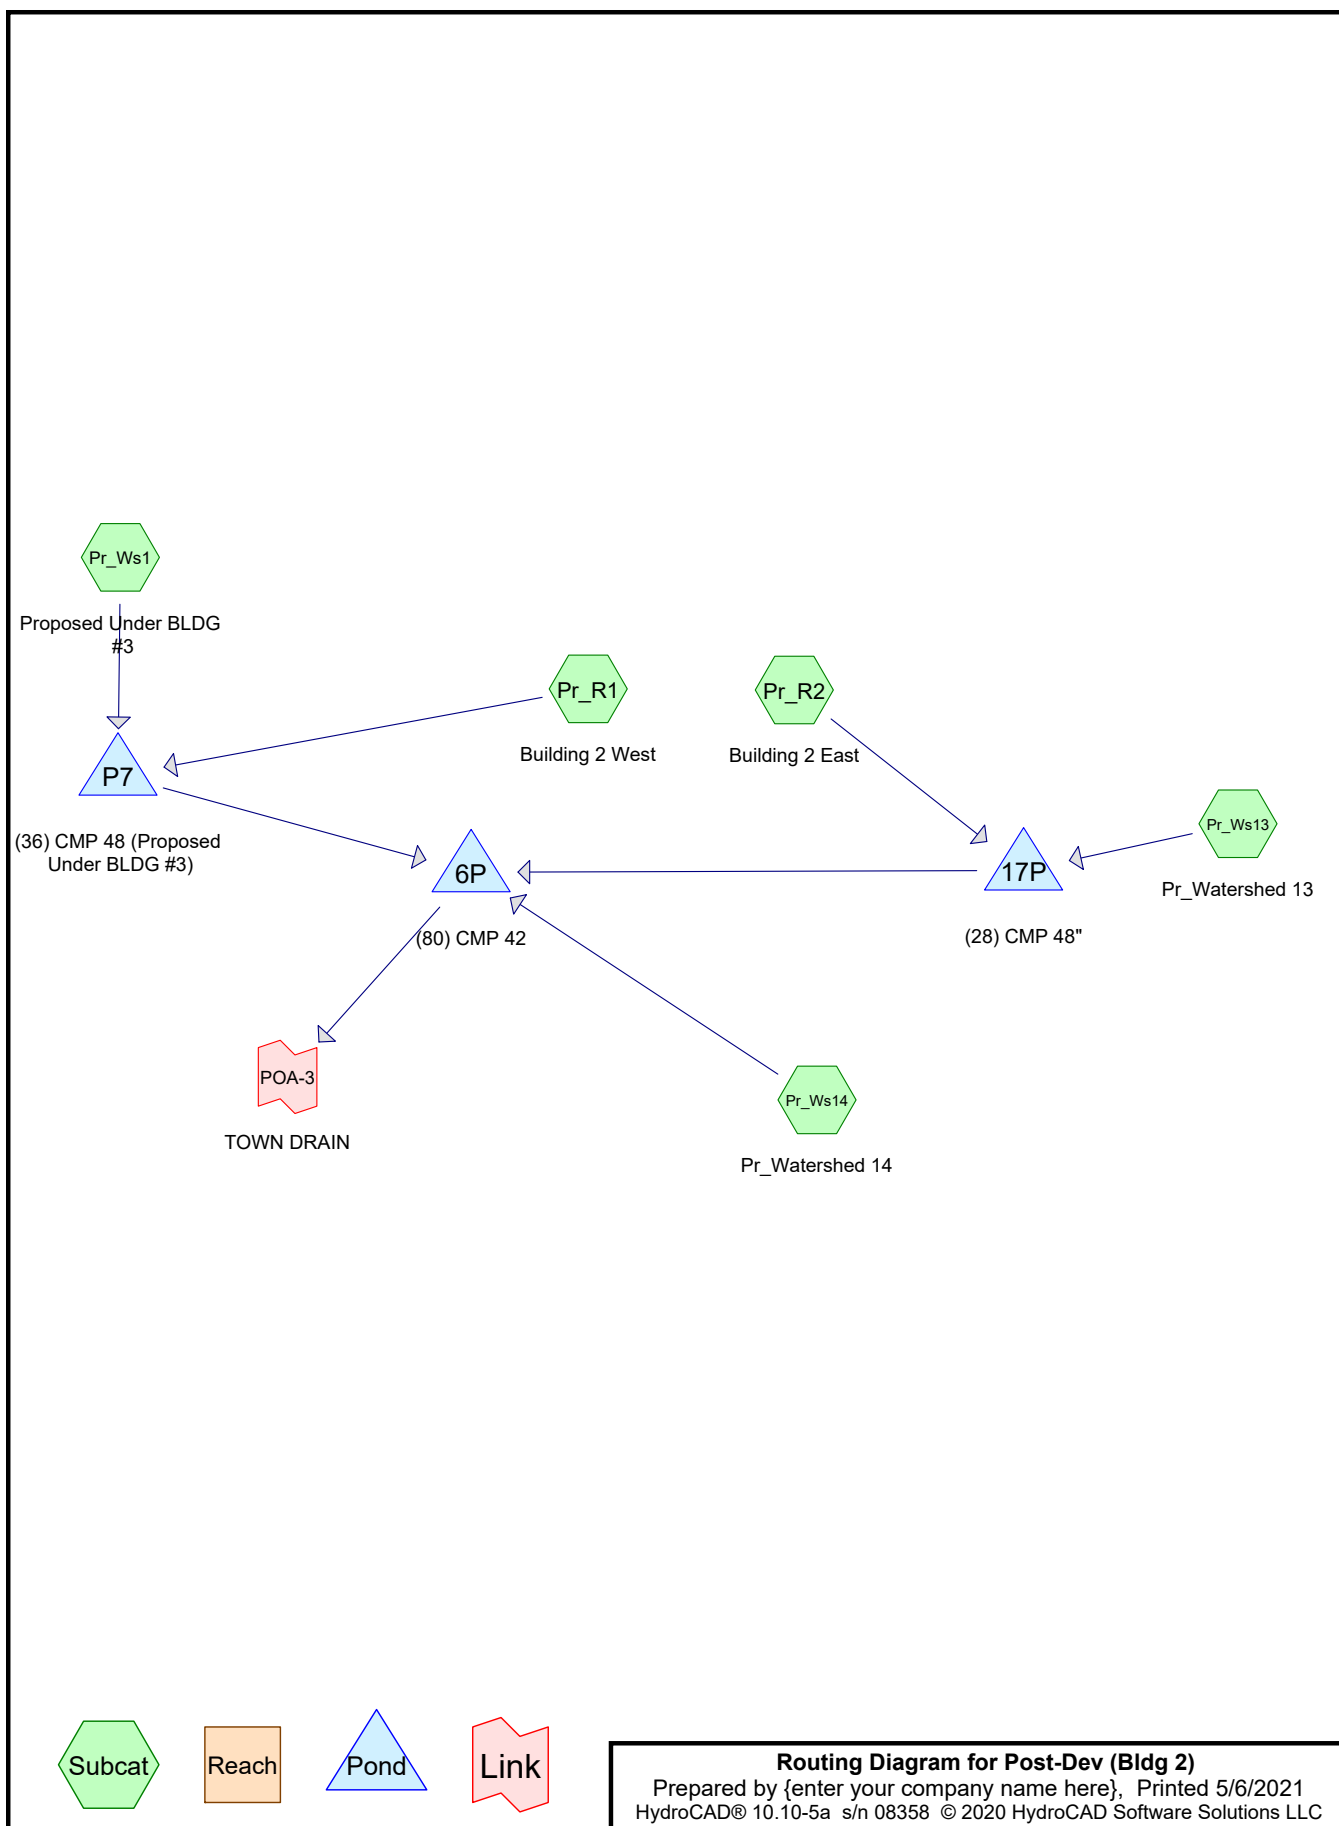 Pr_Ws1
Proposed Under BLDG
#3
Pr_R1
Building 2 West
Pr_R2
Building 2 East
P7
(36) CMP 48 (Proposed
Under BLDG #3)
6P
(80) CMP 42
17P
(28) CMP 48"
Pr_Ws13
Pr_Watershed 13
POA-3
TOWN DRAIN
Pr_Ws14
Pr_Watershed 14
Subcat
Reach
Pond
Link
Routing Diagram for Post-Dev (Bldg 2)
Prepared by {enter your company name here}, Printed 5/6/2021
HydroCAD® 10.10-5a s/n 08358 © 2020 HydroCAD Software Solutions LLC